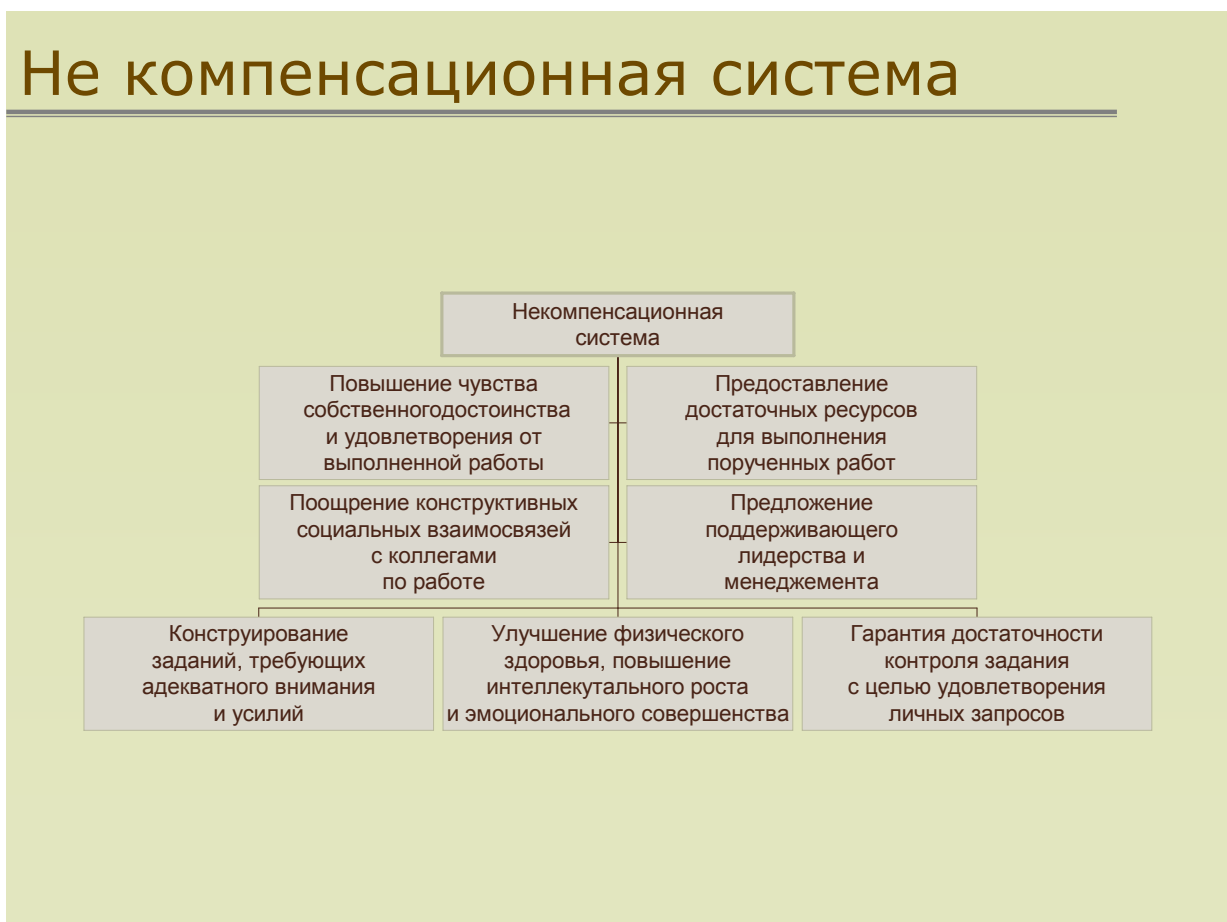 Не компенсационная система
Некомпенсационная
система
Повышение чувства
собственногодостоинства
и удовлетворения от
выполненной работы
Предоставление
достаточных ресурсов
для выполнения
порученных работ
Поощрение конструктивных
социальных взаимосвязей
с коллегами
по работе
Предложение
поддерживающего
лидерства и
менеджемента
Конструирование
заданий, требующих
адекватного внимания
и усилий
Улучшение физического
здоровья, повышение
интеллекутального роста
и эмоционального совершенства
Гарантия достаточности
контроля задания
с целью удовлетворения
личных запросов